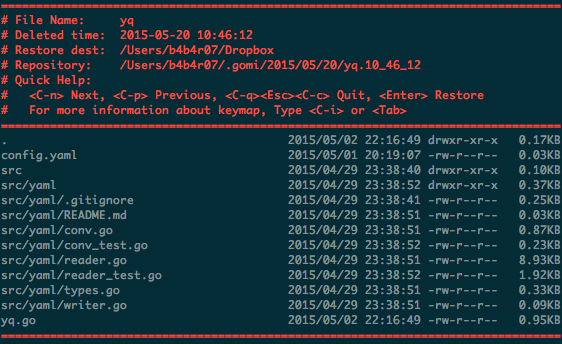 ================================================================================
# File Name:     yq
# Deleted time:  2015-05-20 10:46:12
# Restore dest:  /Users/b4b4r07/Dropbox
# Repository:    /Users/b4b4r07/.gomi/2015/05/20/yq.10_46_12
# Quick Help:
#   <C-n> Next, <C-p> Previous, <C-q><Esc><C-c> Quit, <Enter> Restore
#   For more information about keymap, Type <C-i> or <Tab>
================================================================================
. 2015/05/02 22:16:49 drwxr-xr-x 0.17KB
config.yaml 2015/05/01 20:19:07 -rw-r--r-- 0.03KB
src 2015/04/29 23:38:40 drwxr-xr-x 0.10KB
src/yaml 2015/04/29 23:38:52 drwxr-xr-x 0.37KB
src/yaml/.gitignore 2015/04/29 23:38:41 -rw-r--r-- 0.25KB
src/yaml/README.md 2015/04/29 23:38:51 -rw-r--r-- 0.03KB
src/yaml/conv.go 2015/04/29 23:38:51 -rw-r--r-- 0.87KB
src/yaml/conv_test.go 2015/04/29 23:38:52 -rw-r--r-- 0.23KB
src/yaml/reader.go 2015/04/29 23:38:51 -rw-r--r-- 8.93KB
src/yaml/reader_test.go 2015/04/29 23:38:52 -rw-r--r-- 1.92KB
src/yaml/types.go 2015/04/29 23:38:51 -rw-r--r-- 0.33KB
src/yaml/writer.go 2015/04/29 23:38:51 -rw-r--r-- 0.09KB
yq.go 2015/05/02 22:16:49 -rw-r--r-- 0.95KB
================================================================================